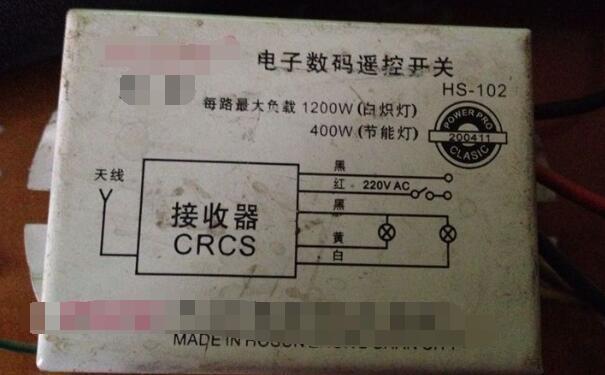 电子数码遥控开关
HS-102
每路最大负载 1200W(白炽灯)
400W(节能灯)
POWER PRO
200411
CLASIC
天线
接收器
CRCS
黑
红 220V AC
黑
黄
白
MADE IN